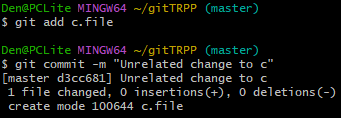 Den@PCLite MINGW64 ~/gitTRPP (master)
$ git add c.file
Den@PCLite MINGW64 ~/gitTRPP (master)
$ git commit -m "Unrelated change to c"
[master d3cc681] Unrelated change to c
 1 file changed, 0 insertions(+), 0 deletions(-)
 create mode 100644 c.file